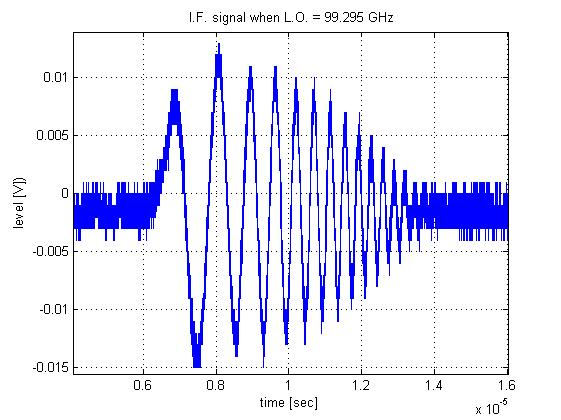 I.F. signal when L.O. = 99.295 GHz
0.01
0.005
0
-0.005
-0.01
-0.015
level [V])
0.6 0.8 1 1.2 1.4 1.6
x 10^-5
time [sec]